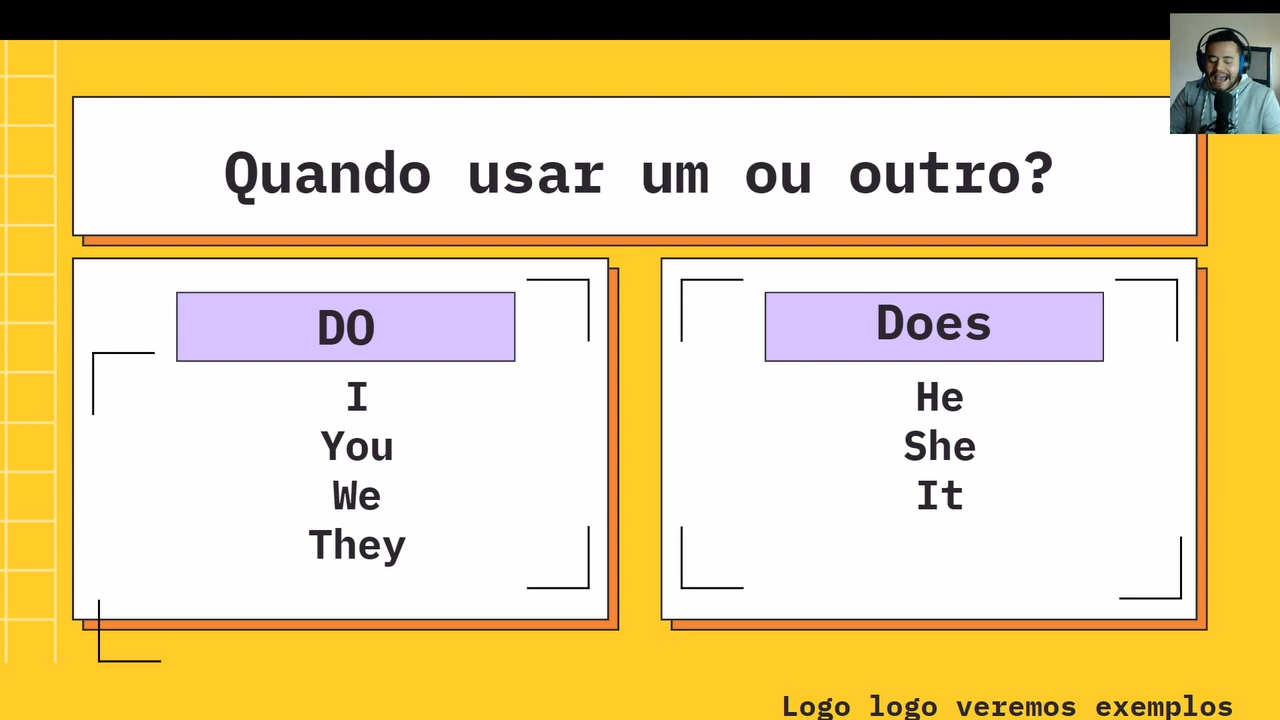 Quando usar um ou outro?
DO
I
You
We
They
Does
He
She
It
Logo logo veremos exemplos